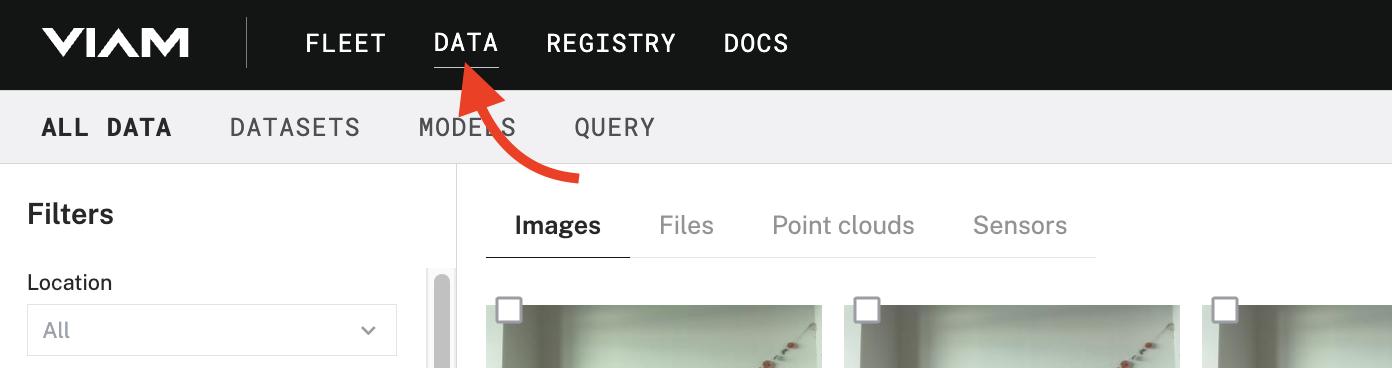 VIAM FLEET DATA REGISTRY DOCS
ALL DATA DATASETS MODELS QUERY
Filters
Images Files Point clouds Sensors
Location
All